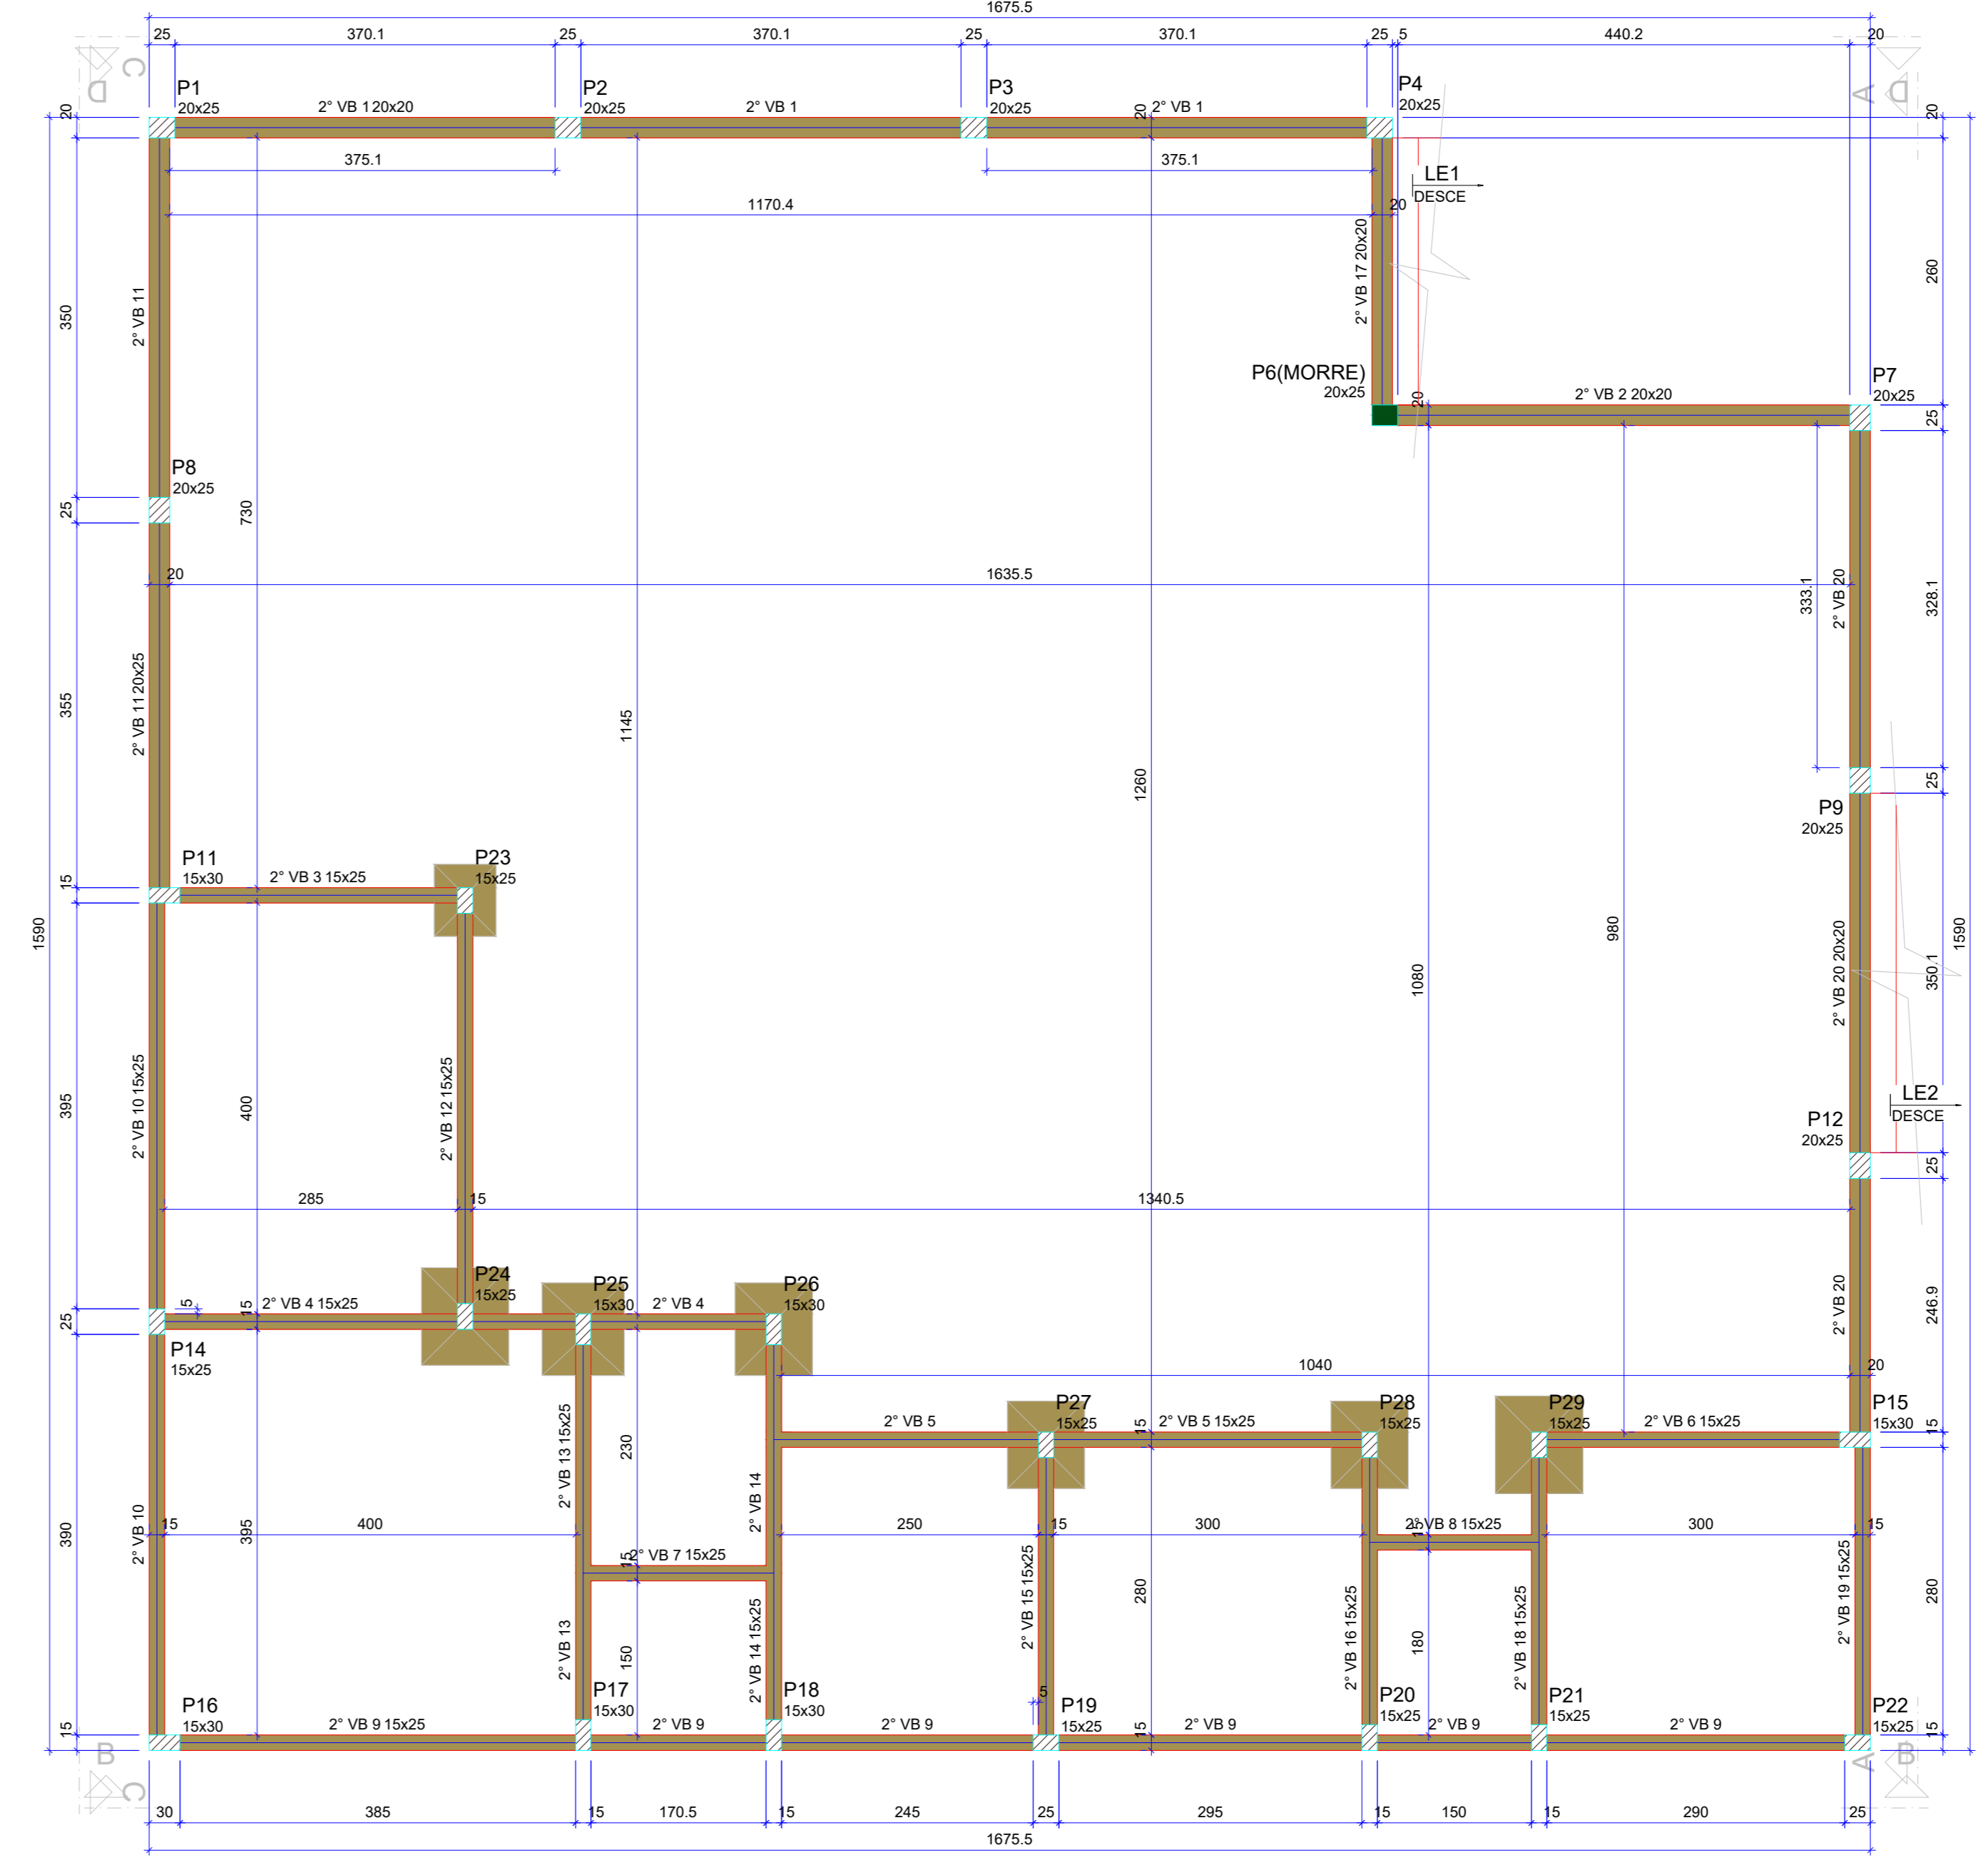 1675.5
25 370.1 25 370.1 25 370.1 25 5 440.2 20
C
D
A
D
P1
20x25
P2
20x25
P3
20x25
P4
20x25
20
2° VB 1 20x20
2° VB 1
20
2° VB 1
20
375.1
375.1
LE1
DESCE
1170.4
20
350
2° VB 11
2° VB 17 20x20
260
P6(MORRE)
20x25
20
2° VB 2 20x20
P7
20x25
25
P8
20x25
25
730
20
1635.5
333.1
2° VB 20
328.1
355
2° VB 11 20x25
1145
1260
25
P9
20x25
P11
15x30
15
2° VB 3 15x25
P23
15x25
1590
980
1080
2° VB 20 20x20
350.1
1590
395
2° VB 10 15x25
400
2° VB 12 15x25
LE2
DESCE
P12
20x25
25
285
15
1340.5
P24
15x25
P25
15x30
P26
15x30
5
15
2° VB 4 15x25
2° VB 4
25
P14
15x25
2° VB 20
246.9
1040
20
P27
15x25
P28
15x25
P29
15x25
P15
15x30
2° VB 5
15
2° VB 5 15x25
2° VB 6 15x25
15
2° VB 13 15x25
230
2° VB 14
390
2° VB 10
15
400
395
250
15
300
15
2° VB 8 15x25
300
15
15
2° VB 7 15x25
2° VB 15 15x25
280
2° VB 16 15x25
180
2° VB 18 15x25
2° VB 19 15x25
280
2° VB 13
150
2° VB 14 15x25
5
P16
15x30
P17
15x30
P18
15x30
P19
15x25
P20
15x25
P21
15x25
P22
15x25
15
2° VB 9 15x25
2° VB 9
2° VB 9
15
2° VB 9
2° VB 9
2° VB 9
15
B
C
A
B
30 385 15 170.5 15 245 25 295 15 150 15 290 25
1675.5